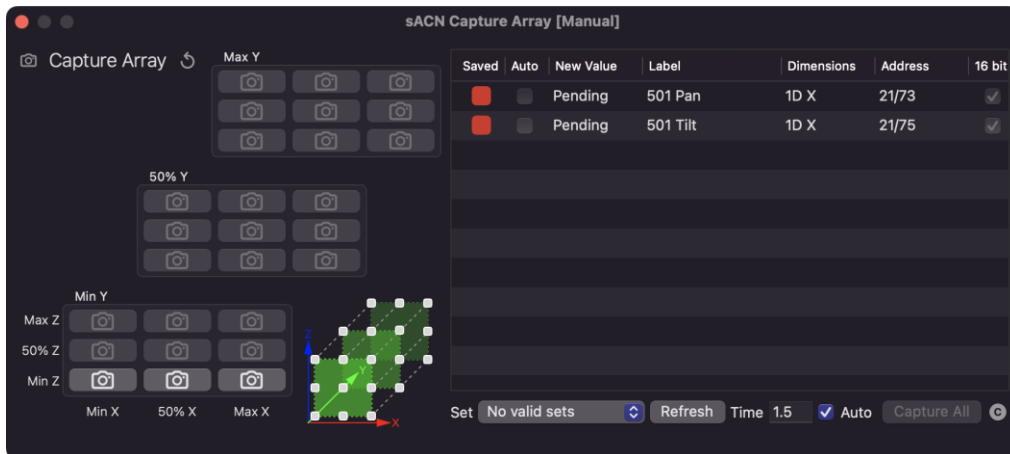 sACN Capture Array [Manual]
Capture Array
Max Y
50% Y
Min Y
Max Z
50% Z
Min Z
Min X 50% X Max X
Z
Y
X
Saved Auto New Value Label Dimensions Address 16 bit
Pending 501 Pan 1D X 21/73
Pending 501 Tilt 1D X 21/75
Set No valid sets Refresh Time 1.5 Auto Capture All C